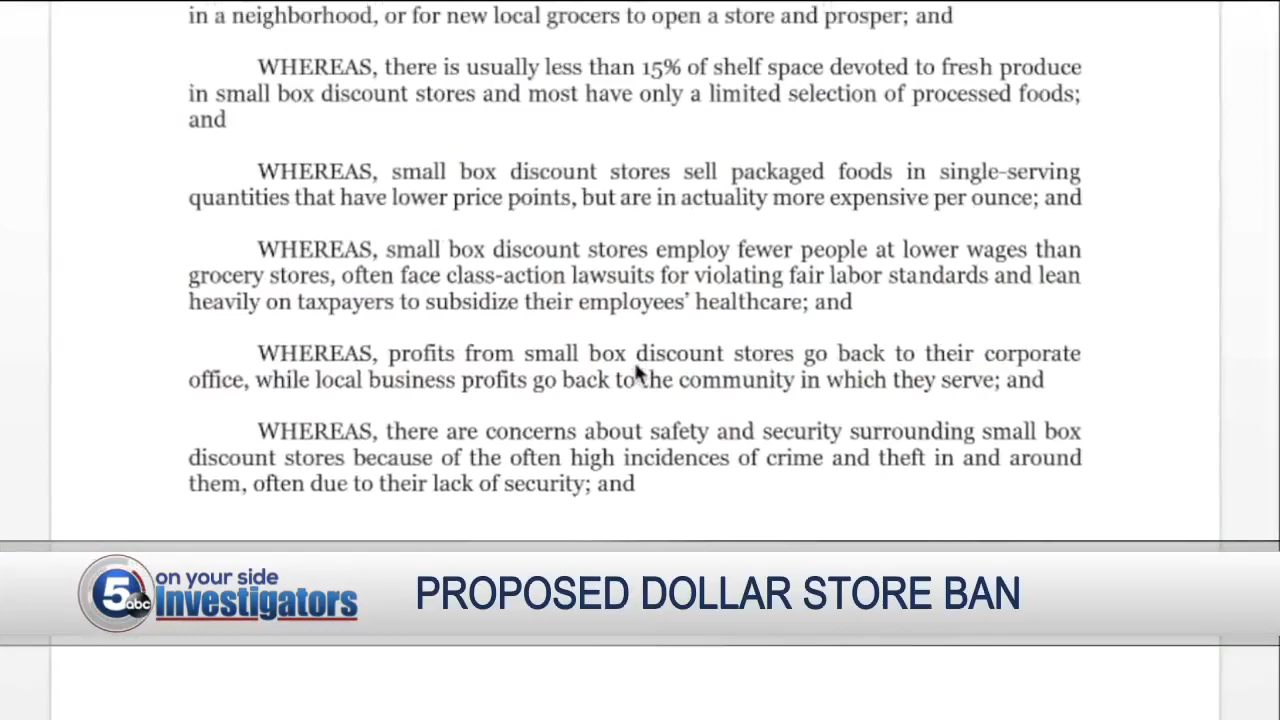 in a neighborhood, or for new local grocers to open a store and prosper; and
WHEREAS, there is usually less than 15% of shelf space devoted to fresh produce
in small box discount stores and most have only a limited selection of processed foods;
and
WHEREAS, small box discount stores sell packaged foods in single-serving
quantities that have lower price points, but are in actuality more expensive per ounce; and
WHEREAS, small box discount stores employ fewer people at lower wages than
grocery stores, often face class-action lawsuits for violating fair labor standards and lean
heavily on taxpayers to subsidize their employees’ healthcare; and
WHEREAS, profits from small box discount stores go back to their corporate
office, while local business profits go back to the community in which they serve; and
WHEREAS, there are concerns about safety and security surrounding small box
discount stores because of the often high incidences of crime and theft in and around
them, often due to their lack of security; and
5 abc
on your side
Investigators
PROPOSED DOLLAR STORE BAN